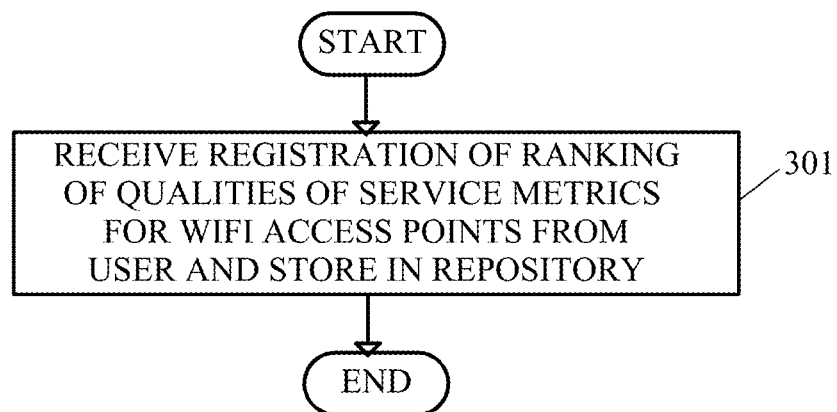 START
RECEIVE REGISTRATION OF RANKING
OF QUALITIES OF SERVICE METRICS
FOR WIFI ACCESS POINTS FROM
USER AND STORE IN REPOSITORY
301
END